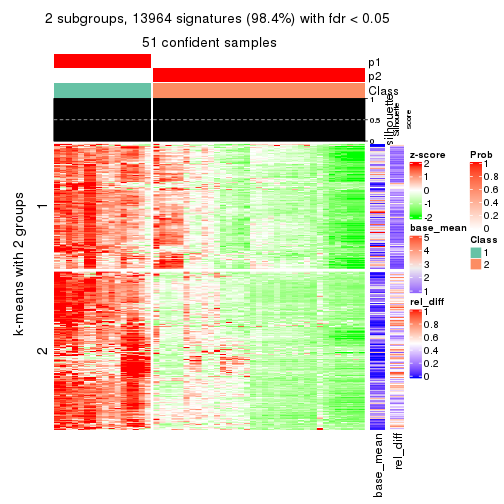 2 subgroups, 13964 signatures (98.4%) with fdr < 0.05
51 confident samples
p1
p2
Class
1
0.5
0
silhouette
Silhouette
score
k-means with 2 groups
1
2
base_mean
rel_diff
z-score
2
1
0
-1
-2
base_mean
5
4
3
2
1
rel_diff
1
0.8
0.6
0.4
0.2
0
Prob
1
0.8
0.6
0.4
0.2
0
Class
1
2